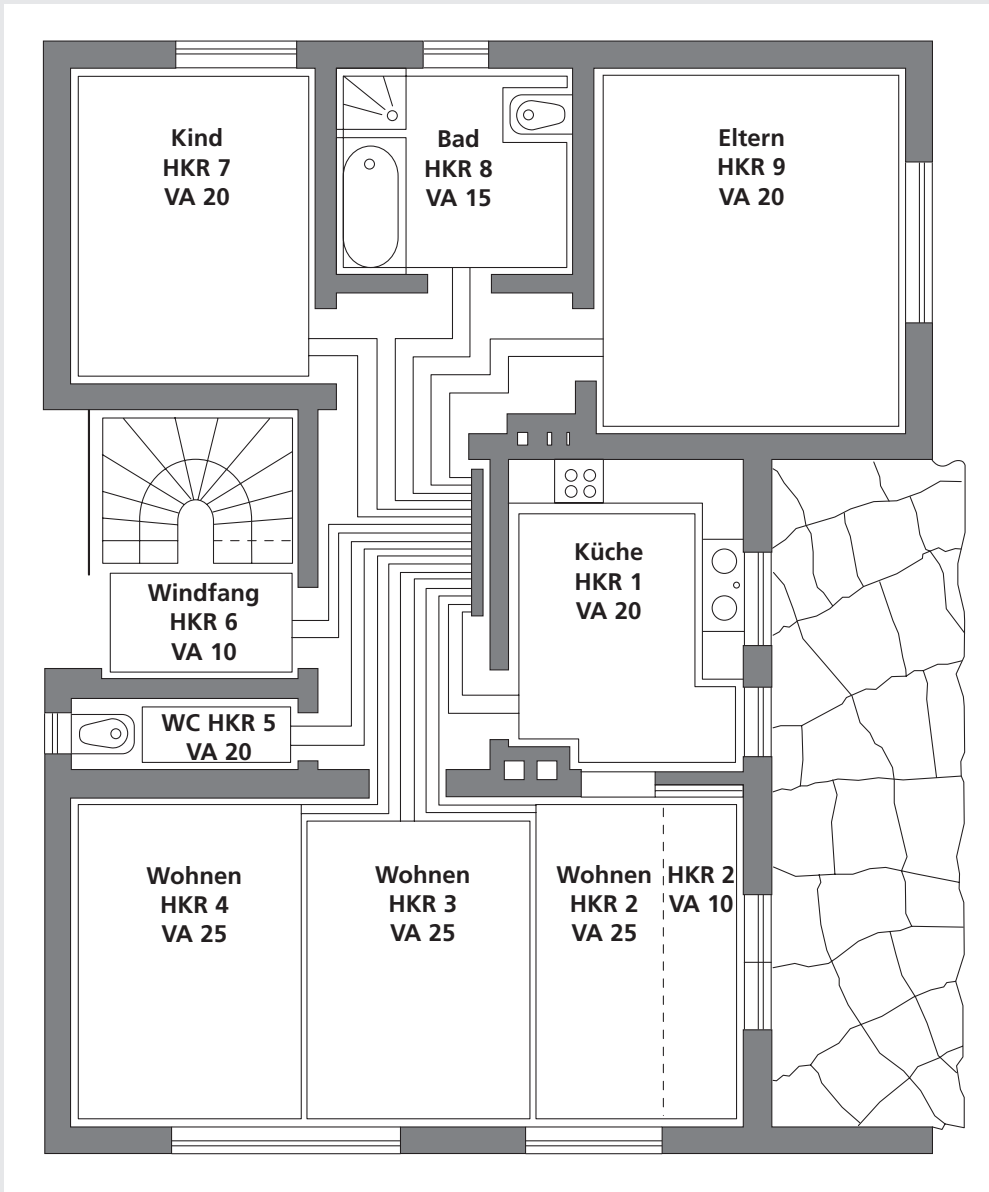 Kind
HKR 7
VA 20
Bad
HKR 8
VA 15
Eltern
HKR 9
VA 20
Küche
HKR 1
VA 20
Windfang
HKR 6
VA 10
WC HKR 5
VA 20
Wohnen
HKR 4
VA 25
Wohnen
HKR 3
VA 25
Wohnen
HKR 2
VA 25
HKR 2
VA 10